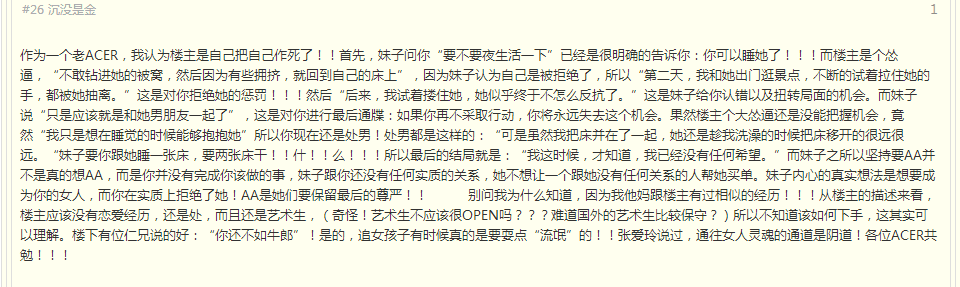 #26 沉没是金
1
作为一个老ACER，我认为楼主是自己把自己作死了！！首先，妹子问你“要不要夜生活一下”已经是很明确的告诉你：你可以睡她了！！！而楼主是个怂
逼，“不敢钻进她的被窝，然后因为有些拥挤，就回到自己的床上”，因为妹子认为自己是被拒绝了，所以“第二天，我和她出门逛景点，不断的试着拉住她的
手，都被她抽离。”这是对你拒绝她的惩罚！！！然后“后来，我试着搂住她，她似乎终于不怎么反抗了。”这是妹子给你认错以及扭转局面的机会。而妹子
说“只是应该就是和她男朋友一起了”，这是对你进行最后通牒：如果你再不采取行动，你将永远失去这个机会。果然楼主个大怂逼还是没能把握机会，竟
然“我只是想在睡觉的时候能够抱抱她”所以你现在还是处男！处男都是这样的：“可是虽然我把床并在了一起，她还是趁我洗澡的时候把床移开的很远很
远。“妹子要你跟她睡一张床，要两张床干！！什！！么！！！所以最后的结局就是：“我这时候，才知道，我已经没有任何希望。”而妹子之所以坚持要AA并
不是真的想AA，而是你并没有完成你该做的事，妹子跟你还没有任何实质的关系，她不想让一个跟她没有任何关系的人帮她买单。妹子内心的真实想法是想要成
为你的女人，而你在实质上拒绝了她！AA是她们要保留最后的尊严！！ 别问我为什么知道，因为我他妈跟楼主有过相似的经历！！！从楼主的描述来看，
楼主应该没有恋爱经历，还是处，而且还是艺术生，（奇怪！艺术生不应该很OPEN吗？？？难道国外的艺术生比较保守？）所以不知道该如何下手，这其实可
以理解。楼下有位仁兄说的好：“你还不如牛郎”！是的，追女孩子有时候真的是要耍点“流氓”的！！张爱玲说过，通往女人灵魂的通道是阴道！各位ACER共
勉！！！